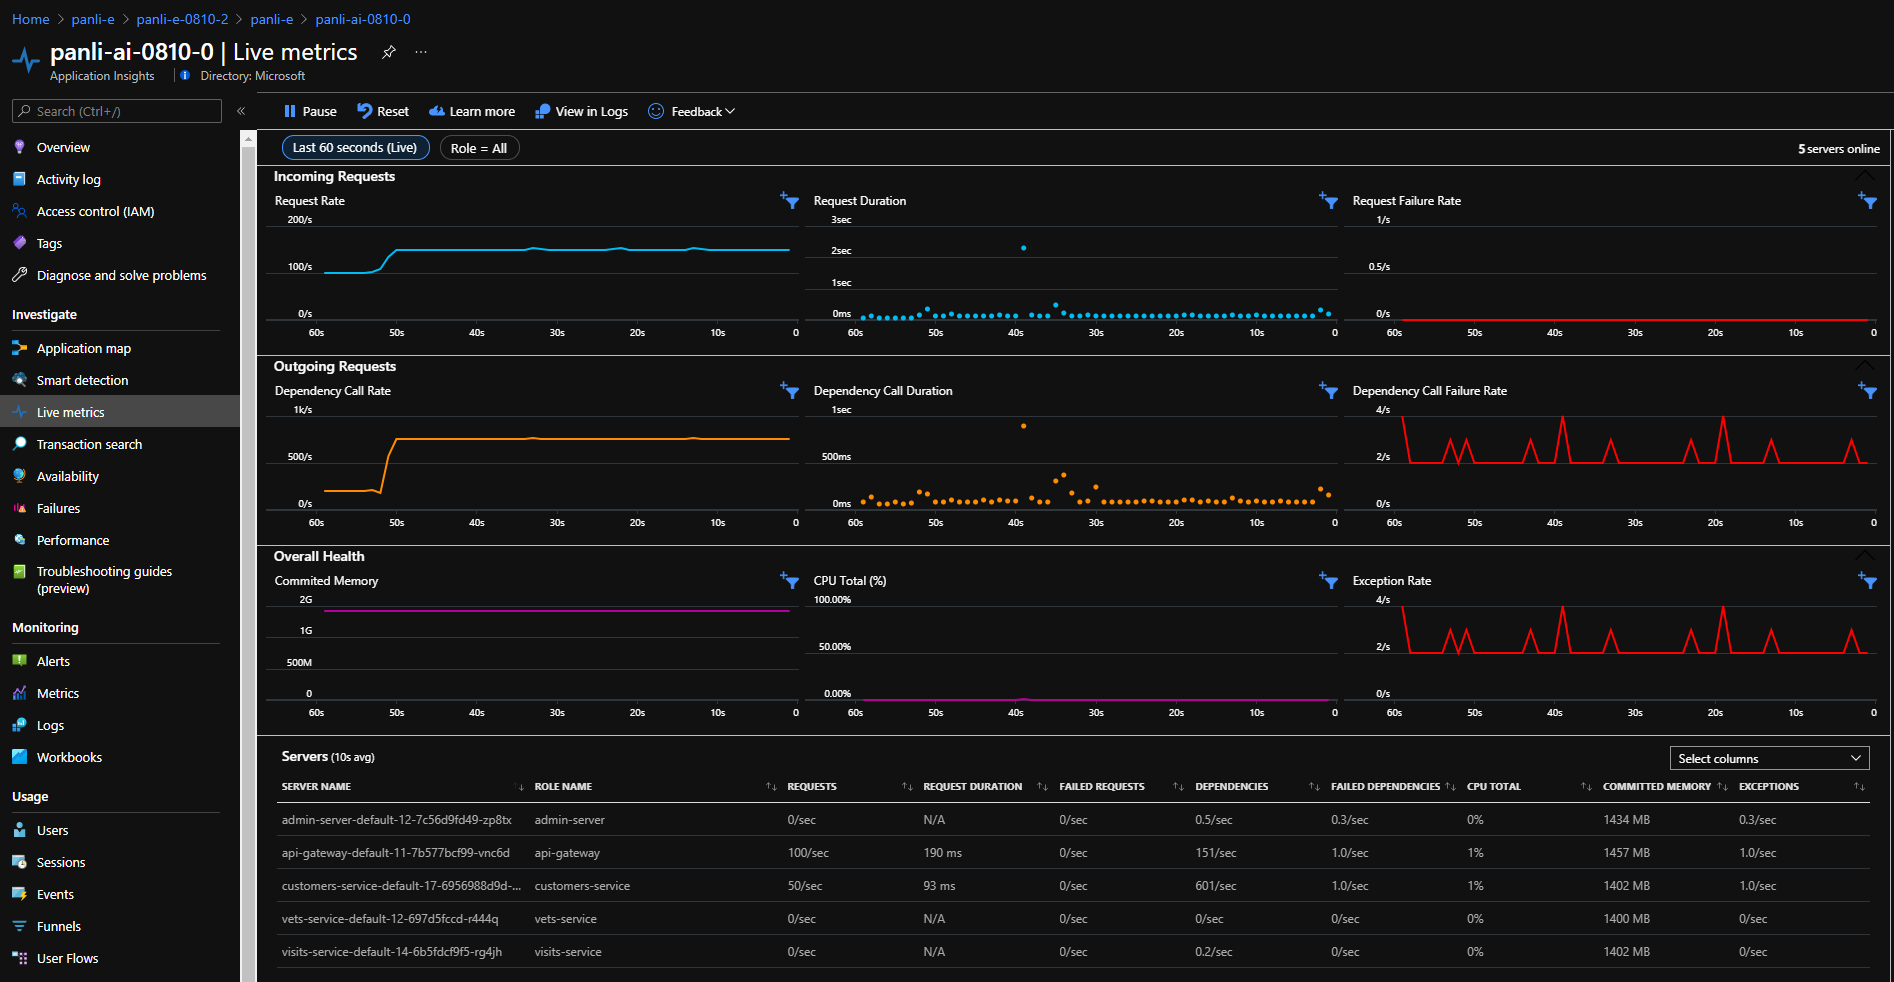 Home > panli-e > panli-e-0810-2 > panli-e > panli-ai-0810-0
panli-ai-0810-0 | Live metrics
Application Insights
Directory: Microsoft
Search (Ctrl+/)
Overview
Activity log
Access control (IAM)
Tags
Diagnose and solve problems
Investigate
Application map
Smart detection
Live metrics
Transaction search
Availability
Failures
Performance
Troubleshooting guides
(preview)
Monitoring
Alerts
Metrics
Logs
Workbooks
Usage
Users
Sessions
Events
Funnels
User Flows
Pause Reset Learn more View in Logs Feedback
Last 60 seconds (Live) Role = All
5 servers online
Incoming Requests
Request Rate
200/s
100/s
0/s
60s 50s 40s 30s 20s 10s 0
Request Duration
3sec
2sec
1sec
0ms
60s 50s 40s 30s 20s 10s 0
Request Failure Rate
1/s
0.5/s
0/s
60s 50s 40s 30s 20s 10s 0
Outgoing Requests
Dependency Call Rate
1k/s
500/s
0/s
60s 50s 40s 30s 20s 10s 0
Dependency Call Duration
1sec
500ms
0ms
60s 50s 40s 30s 20s 10s 0
Dependency Call Failure Rate
4/s
2/s
0/s
60s 50s 40s 30s 20s 10s 0
Overall Health
Commited Memory
2G
1G
500M
0
60s 50s 40s 30s 20s 10s 0
CPU Total (%)
100.00%
50.00%
0.00%
60s 50s 40s 30s 20s 10s 0
Exception Rate
4/s
2/s
0/s
60s 50s 40s 30s 20s 10s 0
Servers (10s avg)
Select columns
SERVER NAME ROLE NAME REQUESTS REQUEST DURATION FAILED REQUESTS DEPENDENCIES FAILED DEPENDENCIES CPU TOTAL COMMITTED MEMORY EXCEPTIONS
admin-server-default-12-7c56d9fd49-zp8tx admin-server 0/sec N/A 0/sec 0.5/sec 0.3/sec 0% 1434 MB 0.3/sec
api-gateway-default-11-7b577bcf99-vnc6d api-gateway 100/sec 190 ms 0/sec 151/sec 1.0/sec 1% 1457 MB 1.0/sec
customers-service-default-17-6956988d9d-... customers-service 50/sec 93 ms 0/sec 601/sec 1.0/sec 1% 1402 MB 1.0/sec
vets-service-default-12-697d5fccd-r444q vets-service 0/sec N/A 0/sec 0/sec 0/sec 0% 1400 MB 0/sec
visits-service-default-14-6b5fdcf9f5-rg4jh visits-service 0/sec N/A 0/sec 0.2/sec 0/sec 0% 1402 MB 0/sec